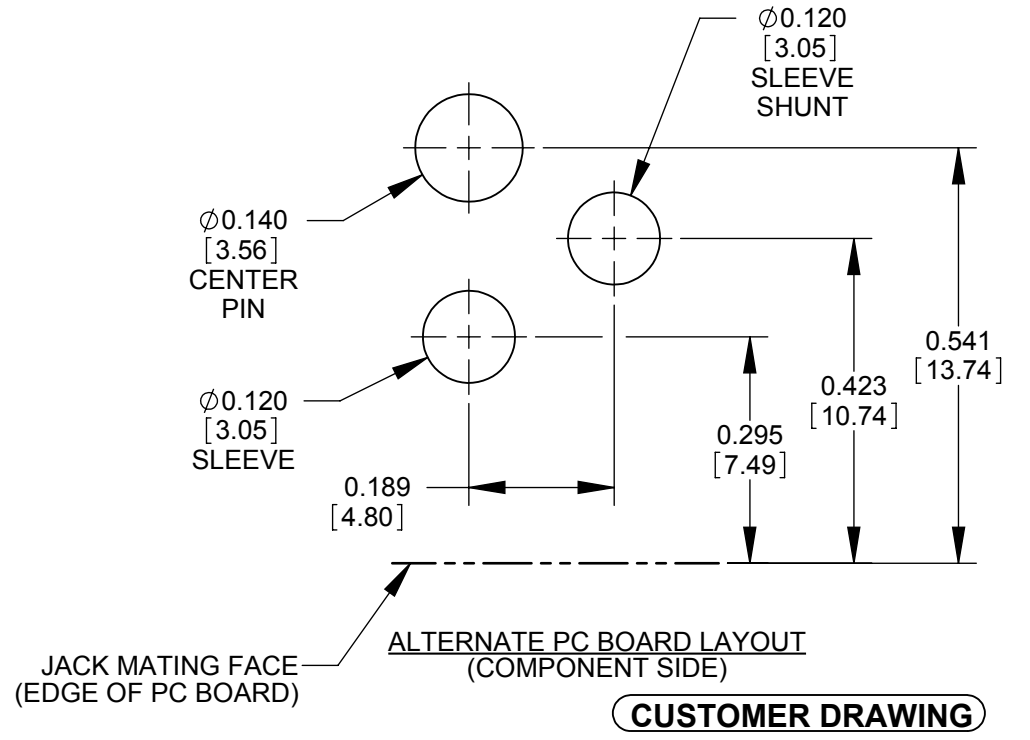 ∅0.120
[3.05]
SLEEVE
SHUNT
∅0.140
[3.56]
CENTER
PIN
∅0.120
[3.05]
SLEEVE
0.189
[4.80]
0.295
[7.49]
0.423
[10.74]
0.541
[13.74]
JACK MATING FACE
(EDGE OF PC BOARD)
ALTERNATE PC BOARD LAYOUT
(COMPONENT SIDE)
CUSTOMER DRAWING